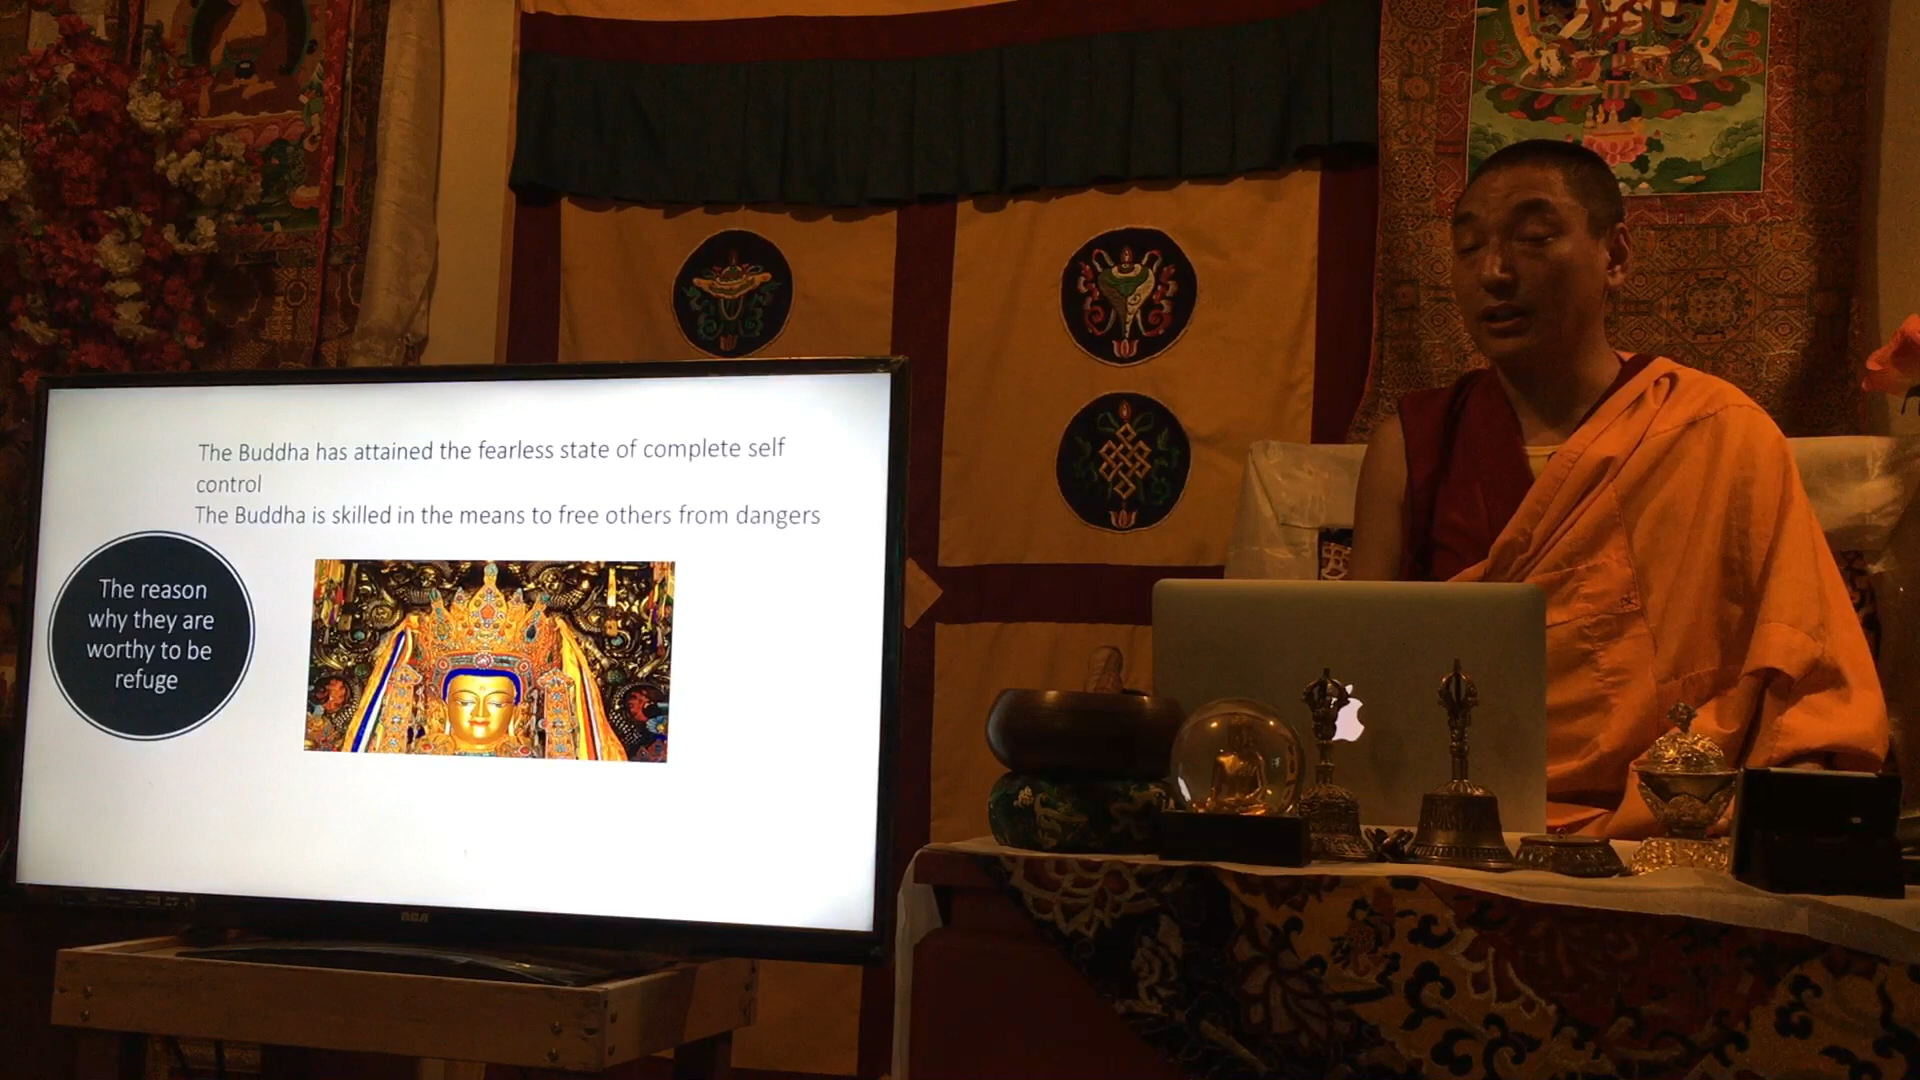 The Buddha has attained the fearless state of complete self
control
The Buddha is skilled in the means to free others from dangers
The reason
why they are
worthy to be
refuge
RCA